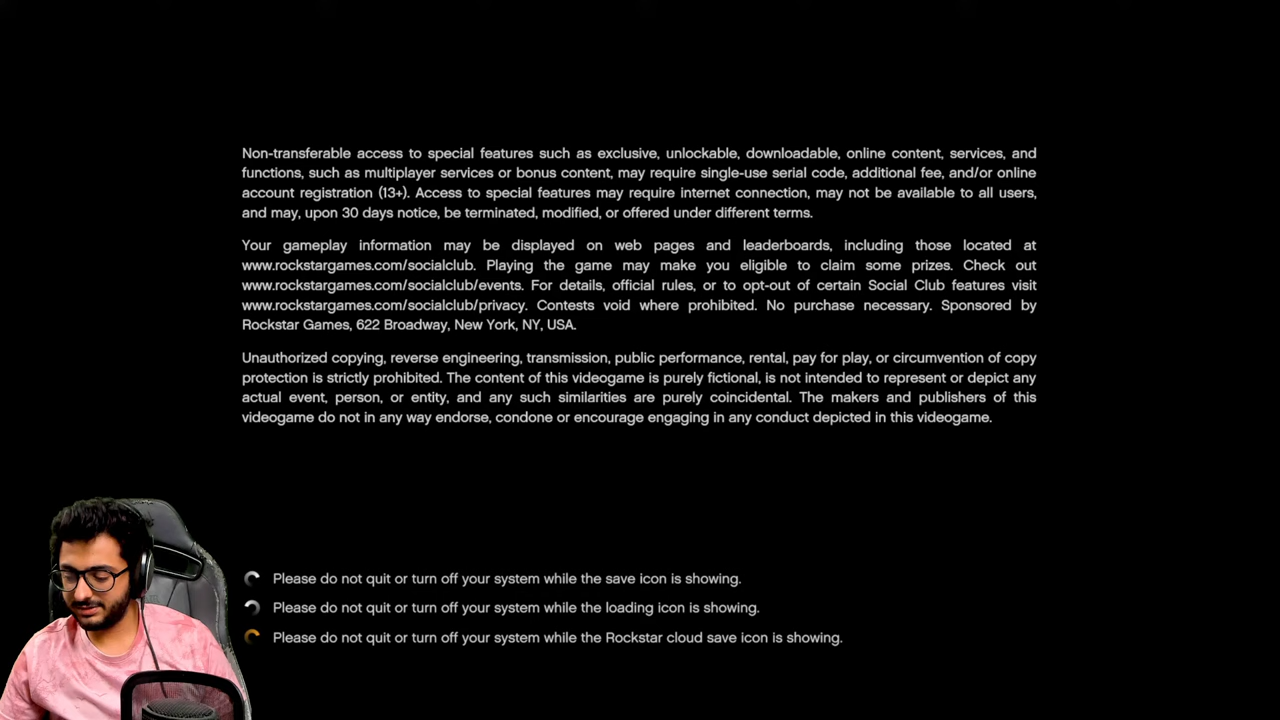 Non-transferable access to special features such as exclusive, unlockable, downloadable, online content, services, and
functions, such as multiplayer services or bonus content, may require single-use serial code, additional fee, and/or online
account registration (13+). Access to special features may require internet connection, may not be available to all users,
and may, upon 30 days notice, be terminated, modified, or offered under different terms.
Your gameplay information may be displayed on web pages and leaderboards, including those located at
www.rockstargames.com/socialclub. Playing the game may make you eligible to claim some prizes. Check out
www.rockstargames.com/socialclub/events. For details, official rules, or to opt-out of certain Social Club features visit
www.rockstargames.com/socialclub/privacy. Contests void where prohibited. No purchase necessary. Sponsored by
Rockstar Games, 622 Broadway, New York, NY, USA.
Unauthorized copying, reverse engineering, transmission, public performance, rental, pay for play, or circumvention of copy
protection is strictly prohibited. The content of this videogame is purely fictional, is not intended to represent or depict any
actual event, person, or entity, and any such similarities are purely coincidental. The makers and publishers of this
videogame do not in any way endorse, condone or encourage engaging in any conduct depicted in this videogame.
Please do not quit or turn off your system while the save icon is showing.
Please do not quit or turn off your system while the loading icon is showing.
Please do not quit or turn off your system while the Rockstar cloud save icon is showing.